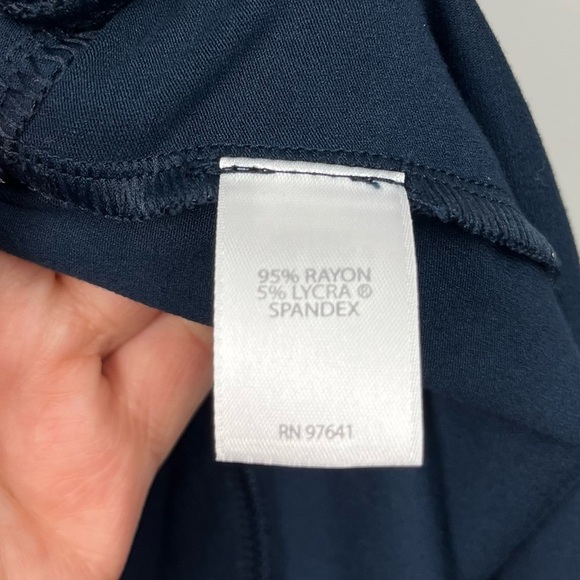 95% RAYON
5% LYCRA ®
SPANDEX
RN 97641